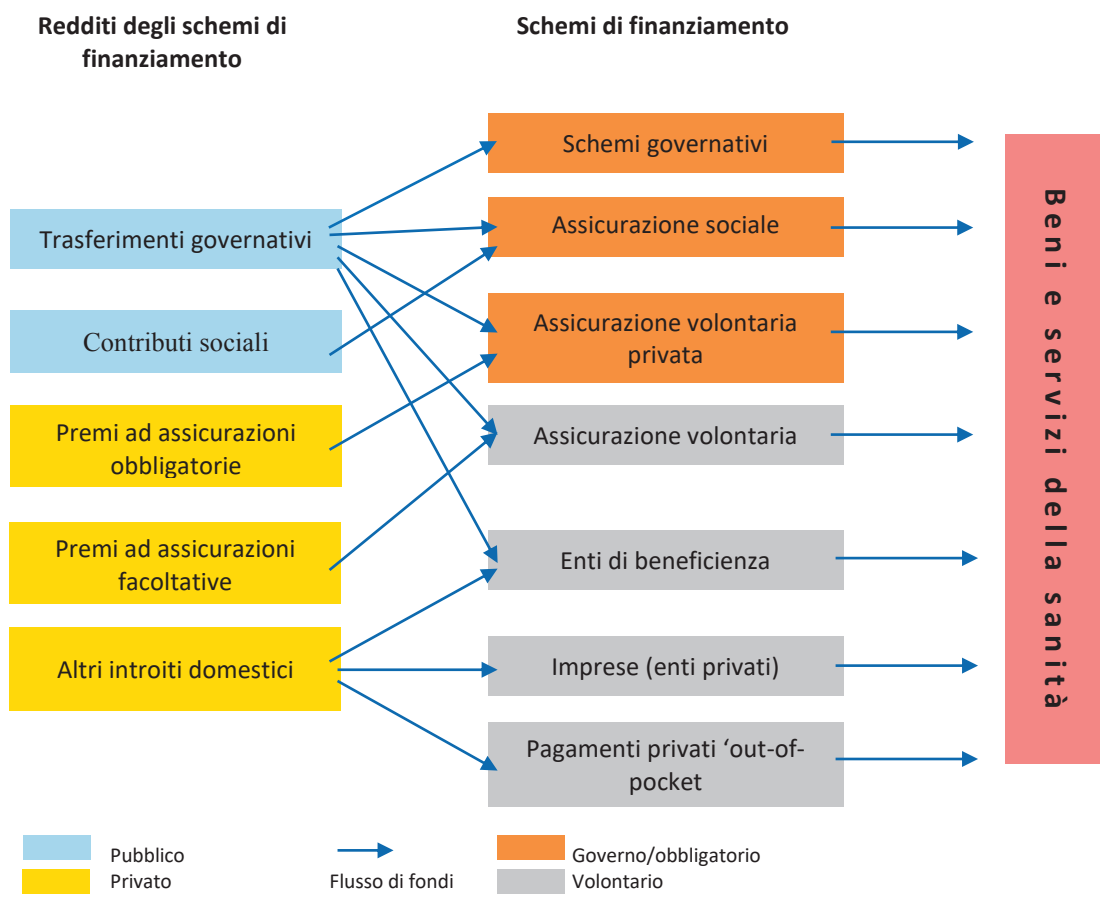 Redditi degli schemi di
finanziamento
Schemi di finanziamento
Trasferimenti governativi
Contributi sociali
Premi ad assicurazioni
obbligatorie
Premi ad assicurazioni
facoltative
Altri introiti domestici
Schemi governativi
Assicurazione sociale
Assicurazione volontaria
privata
Assicurazione volontaria
Enti di beneficienza
Imprese (enti privati)
Pagamenti privati ‘out-of-
pocket
Beni e servizi della sanità
Pubblico
Privato
Flusso di fondi
Governo/obbligatorio
Volontario